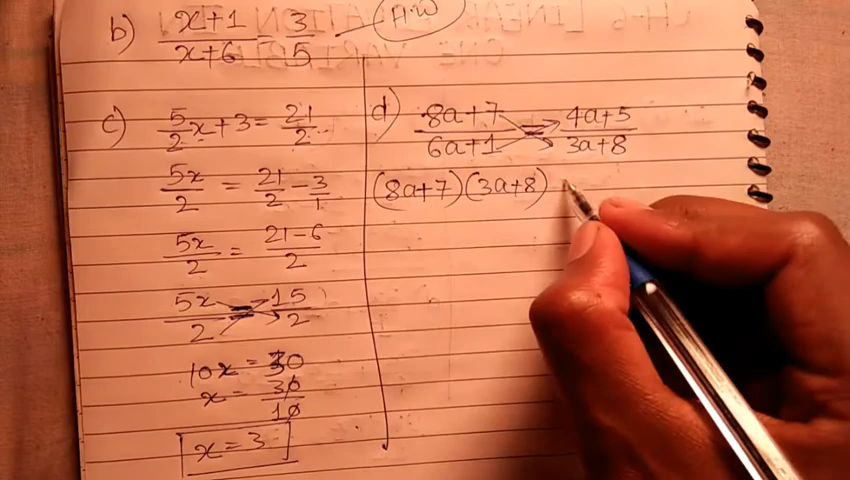 b) x+1/x+6 = 3/5 H.W
c) 5/2 x + 3 = 21/2
5x/2 = 21/2 - 3/1
5x/2 = 21-6/2
5x/2 = 15/2
10x = 30
x = 30/10
x = 3
d) 8a+7/6a+1 = 4a+5/3a+8
(8a+7)(3a+8)